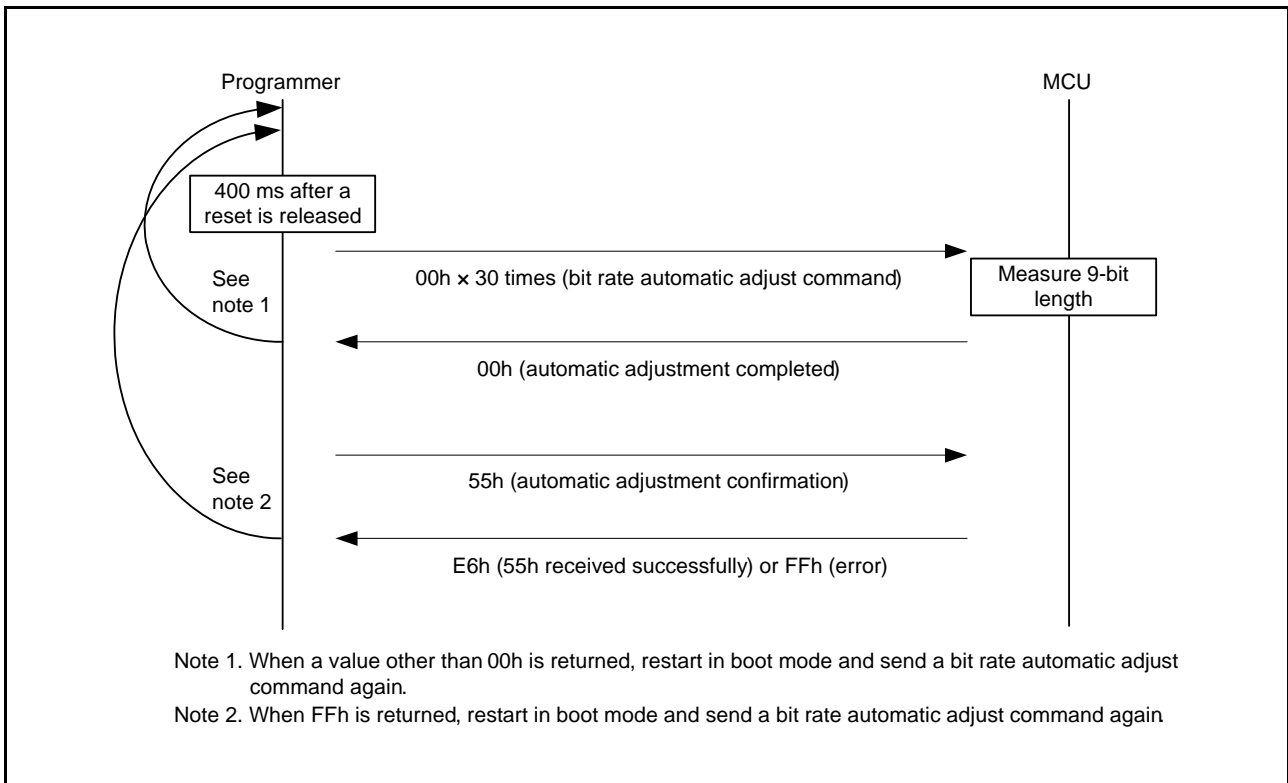 Programmer
MCU
400 ms after a
reset is released
00h × 30 times (bit rate automatic adjust command)
Measure 9-bit
length
See
note 1
00h (automatic adjustment completed)
55h (automatic adjustment confirmation)
See
note 2
E6h (55h received successfully) or FFh (error)
Note 1. When a value other than 00h is returned, restart in boot mode and send a bit rate automatic adjust
command again.
Note 2. When FFh is returned, restart in boot mode and send a bit rate automatic adjust command again.